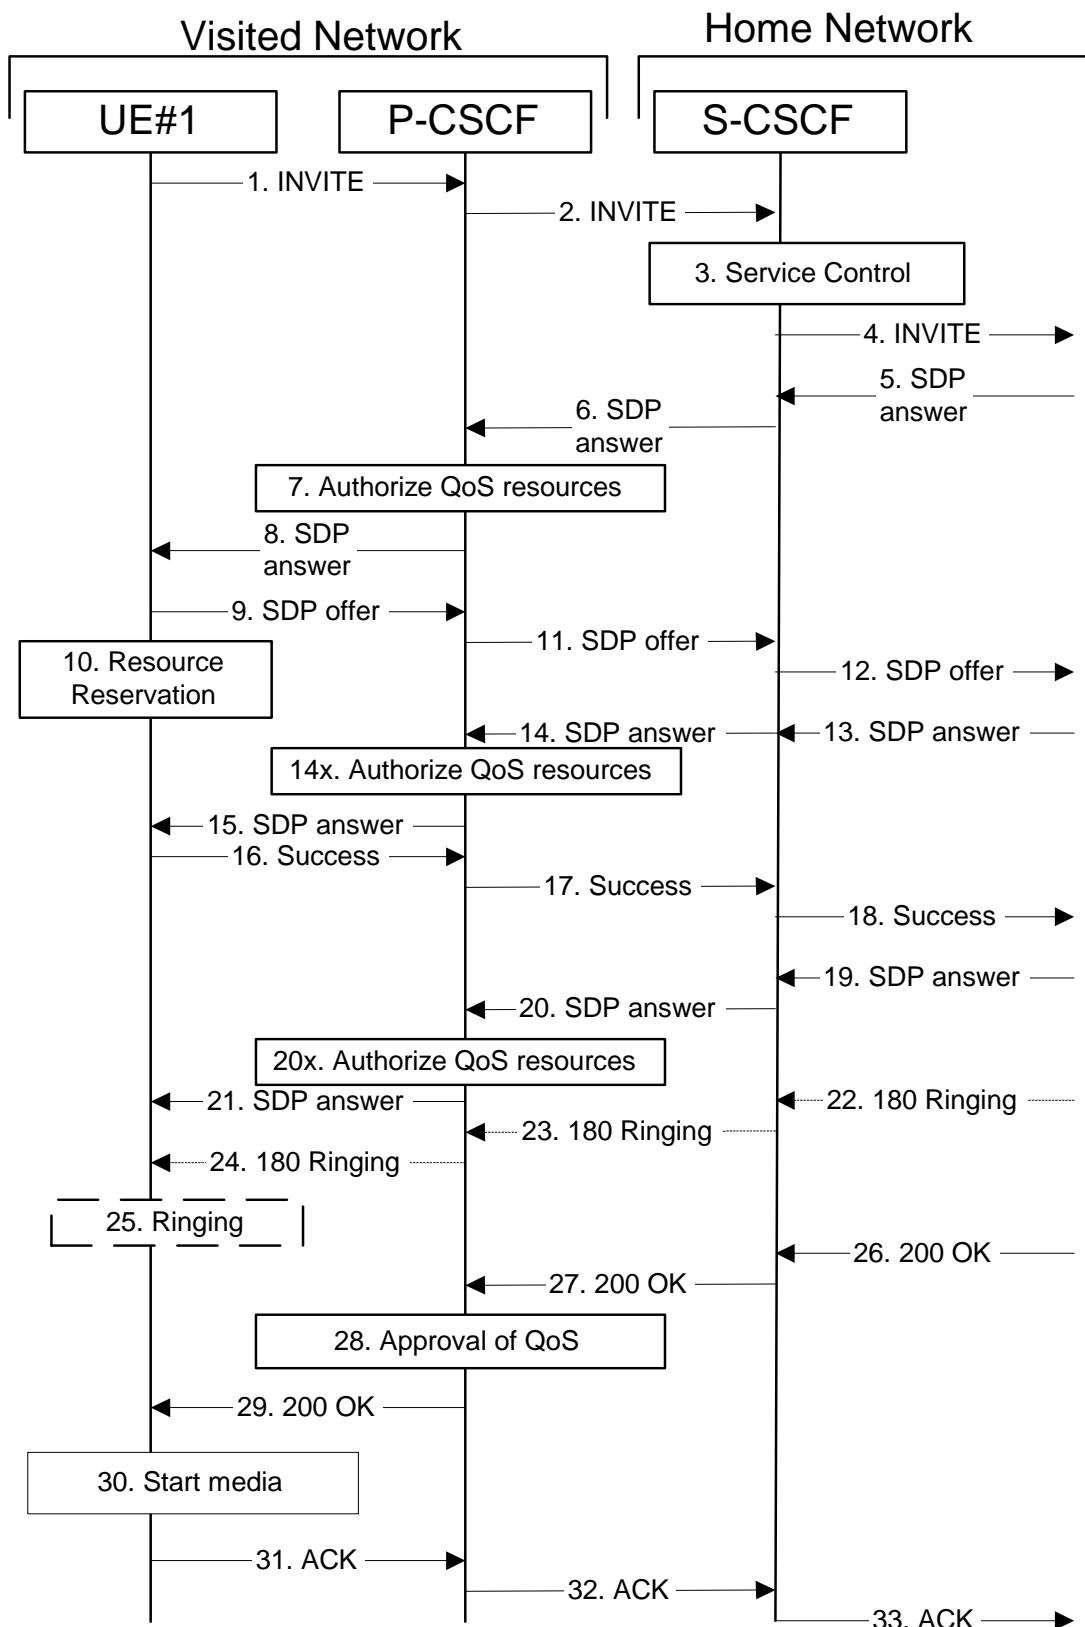 Visited Network
Home Network
UE#1
P-CSCF
S-CSCF
1. INVITE
2. INVITE
3. Service Control
4. INVITE
5. SDP
answer
6. SDP
answer
7. Authorize QoS resources
8. SDP
answer
9. SDP offer
10. Resource
Reservation
11. SDP offer
12. SDP offer
14. SDP answer
13. SDP answer
14x. Authorize QoS resources
15. SDP answer
16. Success
17. Success
18. Success
19. SDP answer
20. SDP answer
20x. Authorize QoS resources
21. SDP answer
22. 180 Ringing
23. 180 Ringing
24. 180 Ringing
25. Ringing
26. 200 OK
27. 200 OK
28. Approval of QoS
29. 200 OK
30. Start media
31. ACK
32. ACK
33. ACK